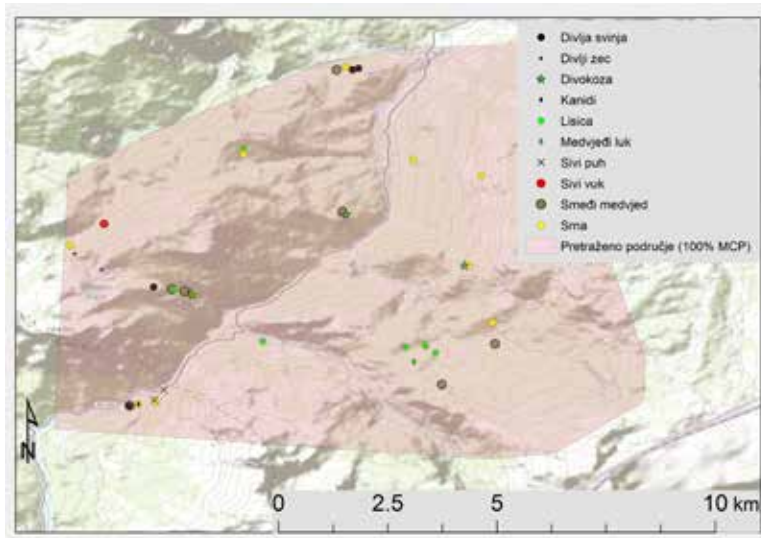 Divlja svinja
Divlji zec
Divokoza
Kanidi
Lisica
Medvjeđi luk
Sivi puh
Sivi vuk
Smeđi medvjed
Srna
Pretraženo područje (100% MCP)
N
0 2.5 5 10 km